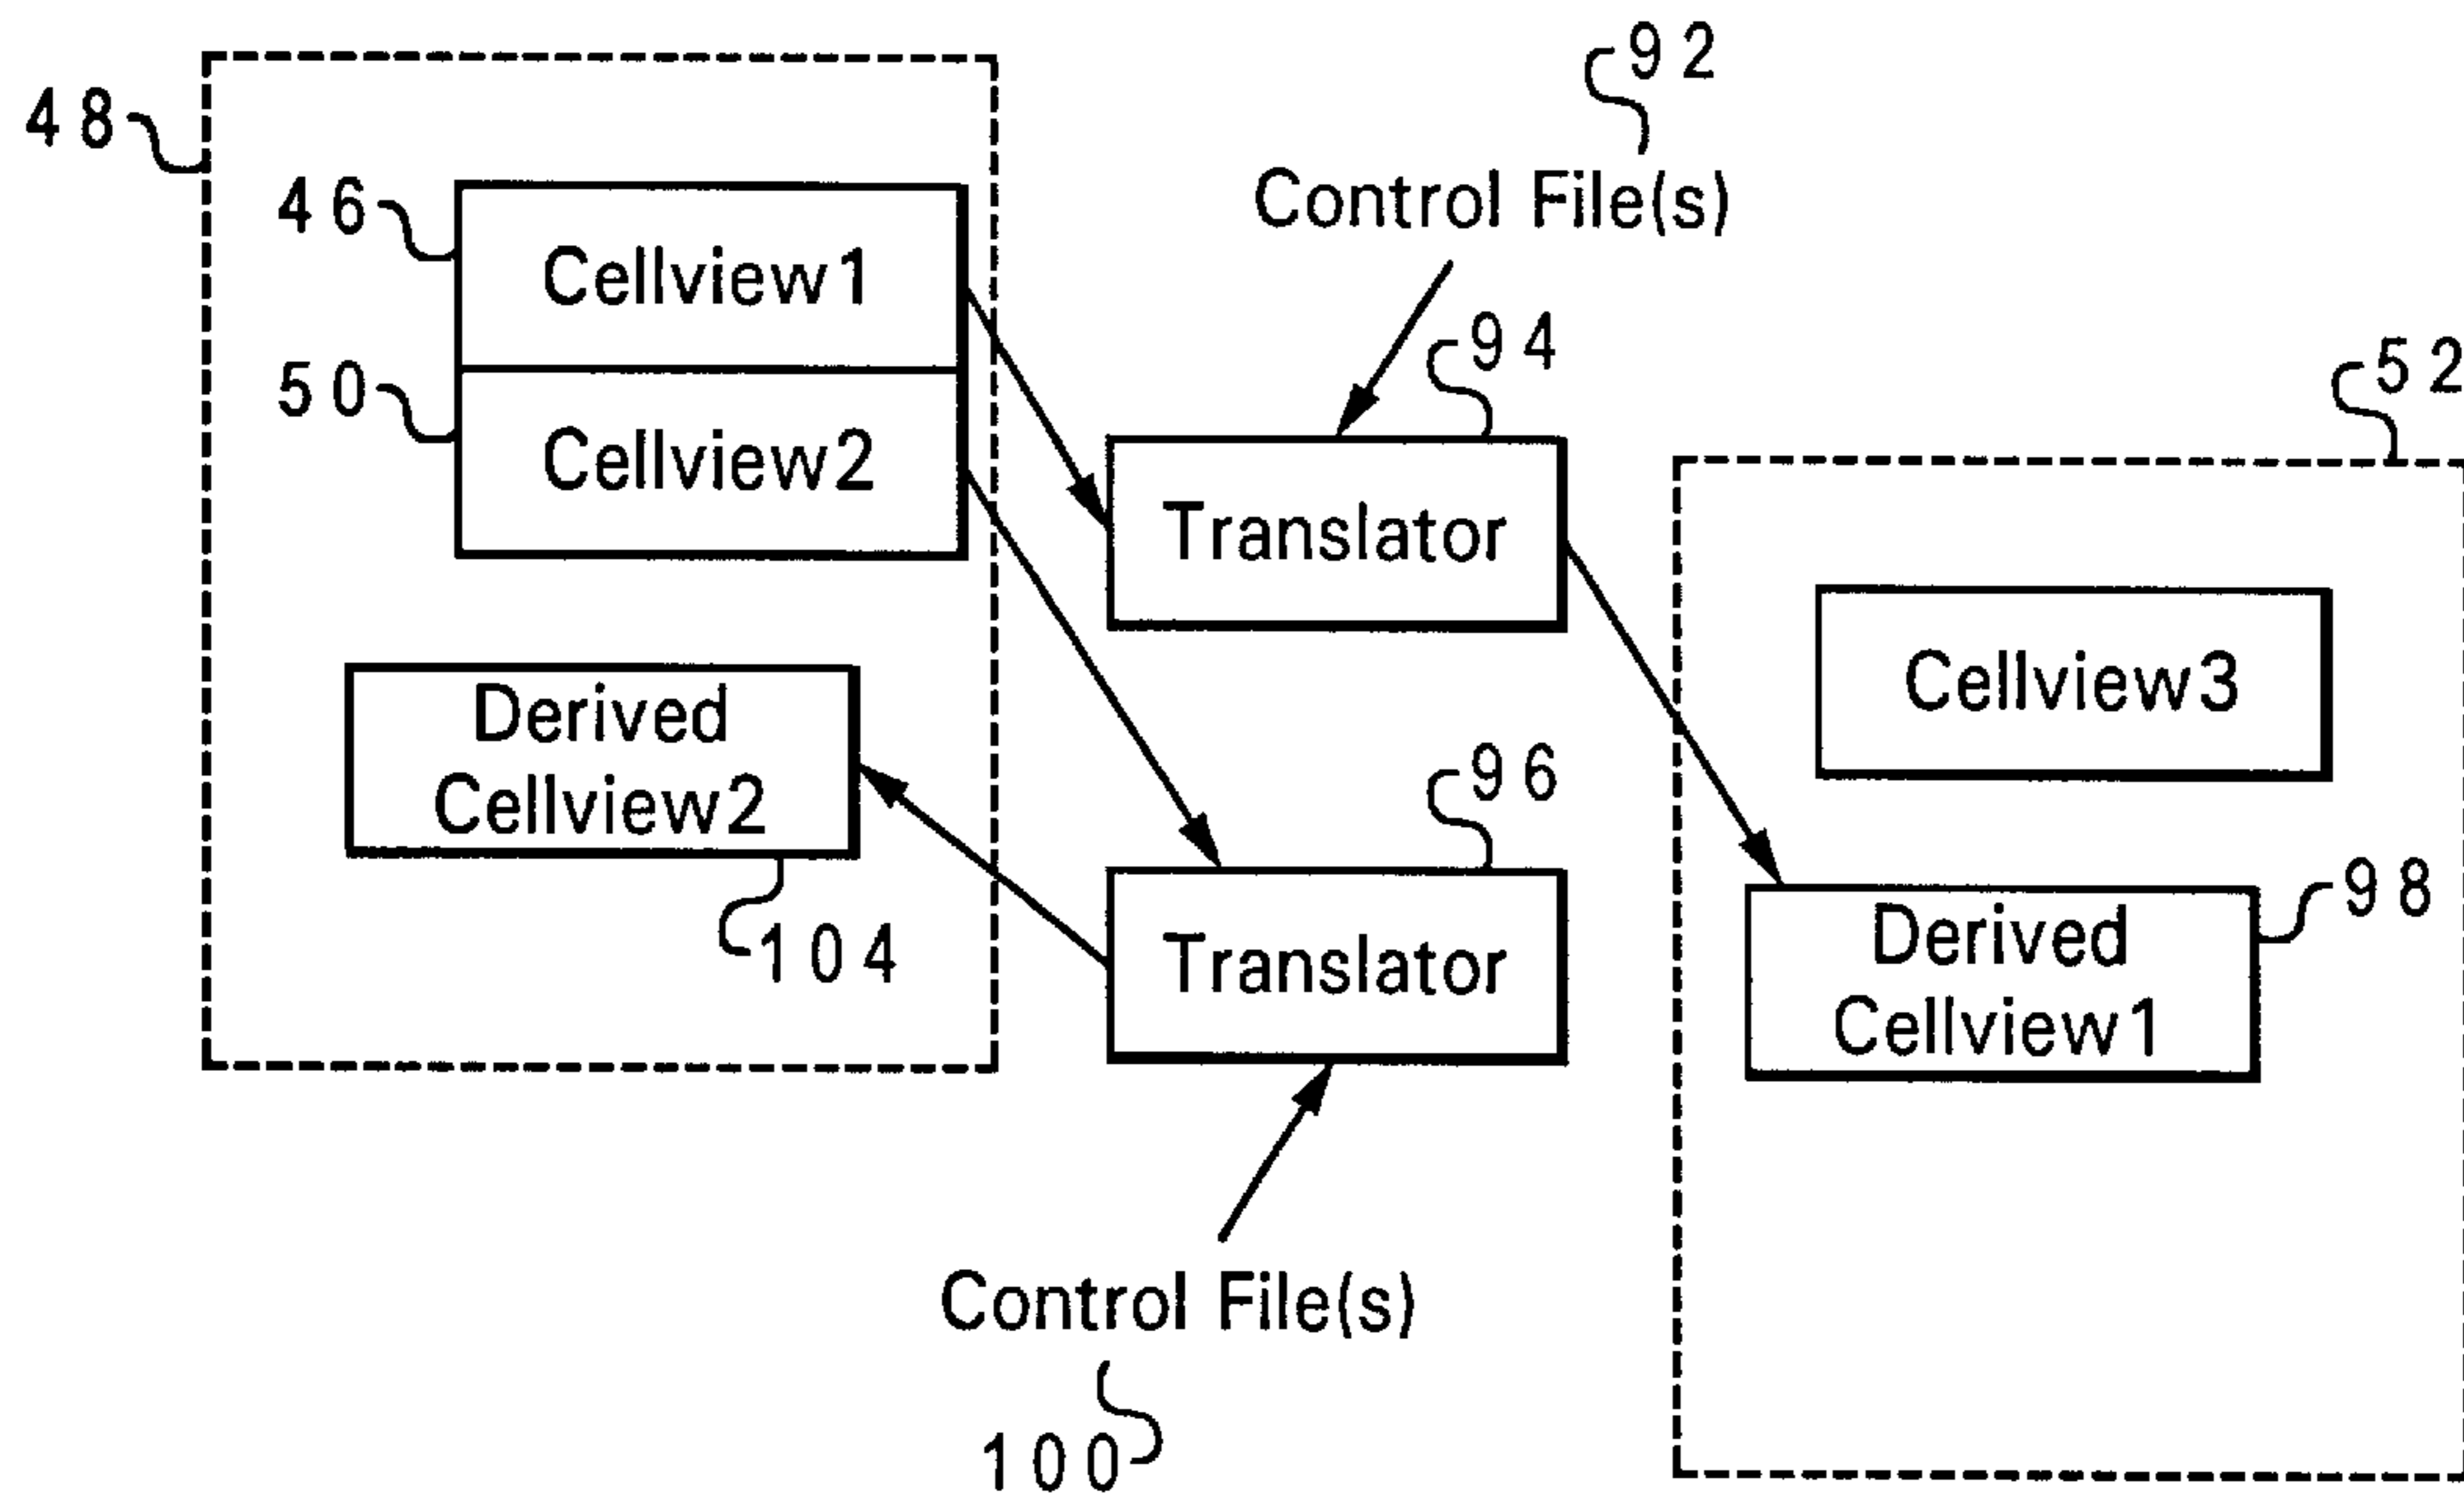 92
48
46
Control File(s)
Cellview1
94
52
50
Cellview2
Translator
Cellview3
Derived
Cellview2
96
98
104
Translator
Derived
Cellview1
Control File(s)
100